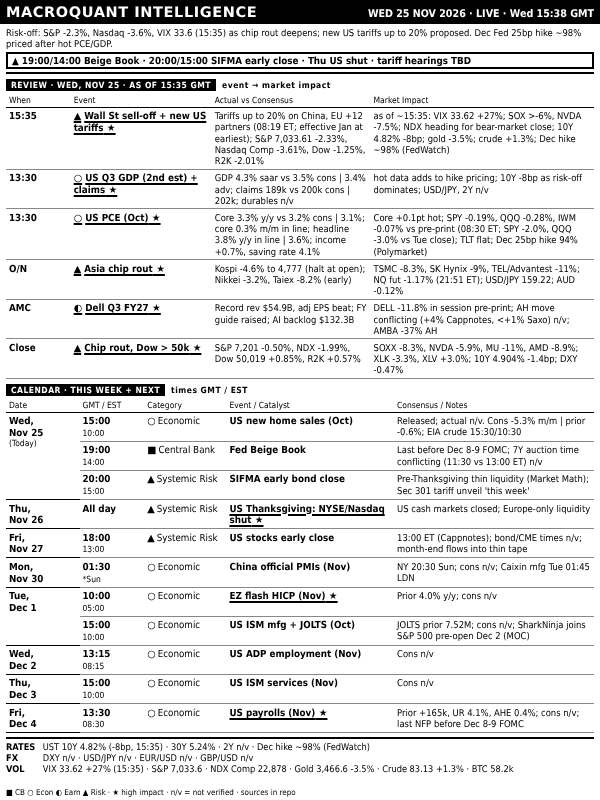 MACROQUANT INTELLIGENCE WED 25 NOV 2026 · LIVE · Wed 15:38 GMT
Risk-off: S&P -2.3%, Nasdaq -3.6%, VIX 33.6 (15:35) as chip rout deepens; new US tariffs up to 20% proposed. Dec Fed 25bp hike ~98%
priced after hot PCE/GDP.
▲ 19:00/14:00 Beige Book · 20:00/15:00 SIFMA early close · Thu US shut · tariff hearings TBD
REVIEW · WED, NOV 25 · AS OF 15:35 GMT event → market impact
When Event Actual vs Consensus Market Impact
15:35 ▲ Wall St sell-off + new US
tariffs ★
Tariffs up to 20% on China, EU +12
partners (08:19 ET; effective Jan at
earliest); S&P 7,033.61 -2.33%,
Nasdaq Comp -3.61%, Dow -1.25%,
R2K -2.01%
as of ~15:35: VIX 33.62 +27%; SOX >-6%, NVDA
-7.5%; NDX heading for bear-market close; 10Y
4.82% -8bp; gold -3.5%; crude +1.3%; Dec hike
~98% (FedWatch)
13:30 ○ US Q3 GDP (2nd est) +
claims ★
GDP 4.3% saar vs 3.5% cons | 3.4%
adv; claims 189k vs 200k cons |
202k; durables n/v
hot data adds to hike pricing; 10Y -8bp as risk-off
dominates; USD/JPY, 2Y n/v
13:30 ○ US PCE (Oct) ★
Core 3.3% y/y vs 3.2% cons | 3.1%;
core 0.3% m/m in line; headline
3.8% y/y in line | 3.6%; income
+0.7%, saving rate 4.1%
Core +0.1pt hot; SPY -0.19%, QQQ -0.28%, IWM
-0.07% vs pre-print (08:30 ET; SPY -2.0%, QQQ
-3.0% vs Tue close); TLT flat; Dec 25bp hike 94%
(Polymarket)
O/N ▲ Asia chip rout ★
Kospi -4.6% to 4,777 (halt at open);
Nikkei -3.2%, Taiex -8.2% (early)
TSMC -8.3%, SK Hynix -9%, TEL/Advantest -11%;
NQ fut -1.17% (21:51 ET); USD/JPY 159.22; AUD
-0.12%
AMC ◐ Dell Q3 FY27 ★
Record rev $54.9B, adj EPS beat; FY
guide raised; AI backlog $132.3B
DELL -11.8% in session pre-print; AH move
conflicting (+4% Cappnotes, <+1% Saxo) n/v;
AMBA -37% AH
Close ▲ Chip rout, Dow > 50k ★
S&P 7,201 -0.50%, NDX -1.99%,
Dow 50,019 +0.85%, R2K +0.57%
SOXX -8.3%, NVDA -5.9%, MU -11%, AMD -8.9%;
XLK -3.3%, XLV +3.0%; 10Y 4.904% -1.4bp; DXY
-0.47%
CALENDAR · THIS WEEK + NEXT times GMT / EST
Date GMT / EST Category Event / Catalyst Consensus / Notes
Wed,
Nov 25
(Today)
15:00
10:00
○ Economic US new home sales (Oct)
Released; actual n/v. Cons -5.3% m/m | prior
-0.6%; EIA crude 15:30/10:30
19:00
14:00
■ Central Bank Fed Beige Book
Last before Dec 8-9 FOMC; 7Y auction time
conflicting (11:30 vs 13:00 ET) n/v
20:00
15:00
▲ Systemic Risk SIFMA early bond close
Pre-Thanksgiving thin liquidity (Market Math);
Sec 301 tariff unveil 'this week'
Thu,
Nov 26
All day ▲ Systemic Risk US Thanksgiving: NYSE/Nasdaq
shut ★
US cash markets closed; Europe-only liquidity
Fri,
Nov 27
18:00
13:00
▲ Systemic Risk US stocks early close
13:00 ET (Cappnotes); bond/CME times n/v;
month-end flows into thin tape
Mon,
Nov 30
01:30
*Sun
○ Economic China official PMIs (Nov)
NY 20:30 Sun; cons n/v; Caixin mfg Tue 01:45
LDN
Tue,
Dec 1
10:00
05:00
○ Economic EZ flash HICP (Nov) ★
Prior 4.0% y/y; cons n/v
15:00
10:00
○ Economic US ISM mfg + JOLTS (Oct)
JOLTS prior 7.52M; cons n/v; SharkNinja joins
S&P 500 pre-open Dec 2 (MOC)
Wed,
Dec 2
13:15
08:15
○ Economic US ADP employment (Nov) Cons n/v
Thu,
Dec 3
15:00
10:00
○ Economic US ISM services (Nov) Cons n/v
Fri,
Dec 4
13:30
08:30
○ Economic US payrolls (Nov) ★
Prior +165k, UR 4.1%, AHE 0.4%; cons n/v;
last NFP before Dec 8-9 FOMC
RATES UST 10Y 4.82% (-8bp, 15:35) · 30Y 5.24% · 2Y n/v · Dec hike ~98% (FedWatch)
FX DXY n/v · USD/JPY n/v · EUR/USD n/v · GBP/USD n/v
VOL VIX 33.62 +27% (15:35) · S&P 7,033.6 · NDX Comp 22,878 · Gold 3,466.6 -3.5% · Crude 83.13 +1.3% · BTC 58.2k
■ CB ○ Econ ◐ Earn ▲ Risk · ★ high impact · n/v = not verified · sources in repo